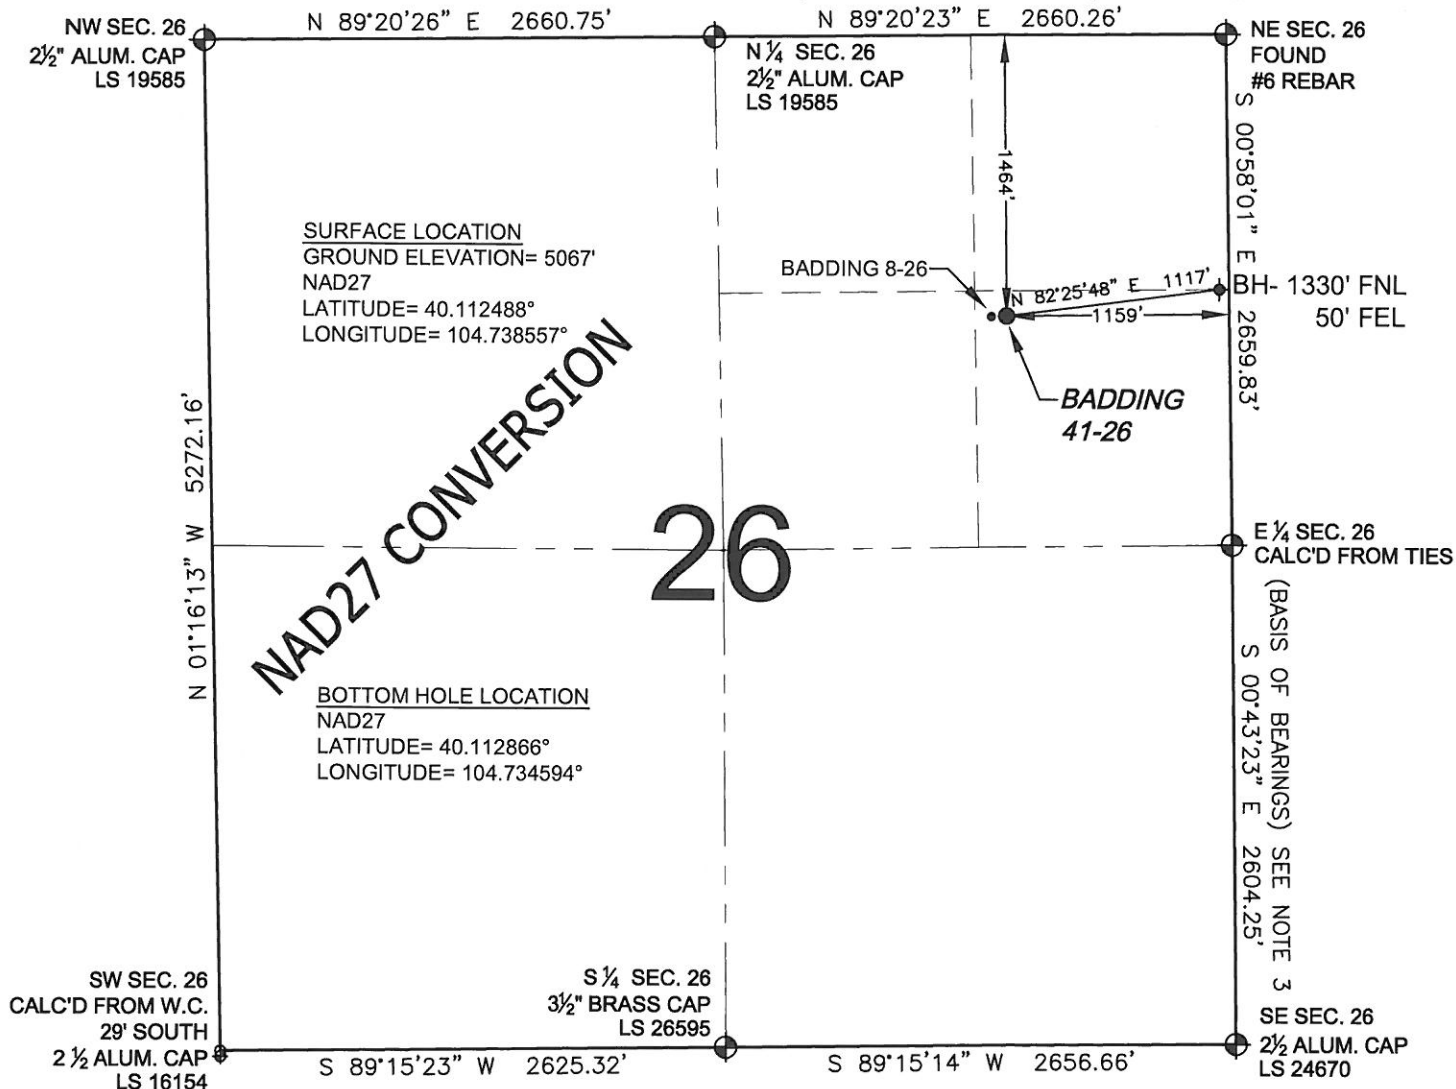 N 89°20'26" E 2660.75'
N 89°20'23" E 2660.26'
NW SEC. 26
2½" ALUM. CAP
LS 19585
N ¼ SEC. 26
2½" ALUM. CAP
LS 19585
NE SEC. 26
FOUND
#6 REBAR
S 00°58'01" E 2659.83'
1464'
SURFACE LOCATION
GROUND ELEVATION= 5067'
NAD27
LATITUDE= 40.112488°
LONGITUDE= 104.738557°
BADDING 8-26
N 82°25'48" E 1117'
1159'
BH- 1330' FNL
50' FEL
BADDING
41-26
NAD27 CONVERSION
N 01°16'13" W 5272.16'
26
E ¼ SEC. 26
CALC'D FROM TIES
(BASIS OF BEARINGS) SEE NOTE 3
S 00°43'23" E 2604.25'
BOTTOM HOLE LOCATION
NAD27
LATITUDE= 40.112866°
LONGITUDE= 104.734594°
SW SEC. 26
CALC'D FROM W.C.
29' SOUTH
2 ½ ALUM. CAP
LS 16154
S ¼ SEC. 26
3½" BRASS CAP
LS 26595
SE SEC. 26
2½ ALUM. CAP
LS 24670
S 89°15'23" W 2625.32'
S 89°15'14" W 2656.66'